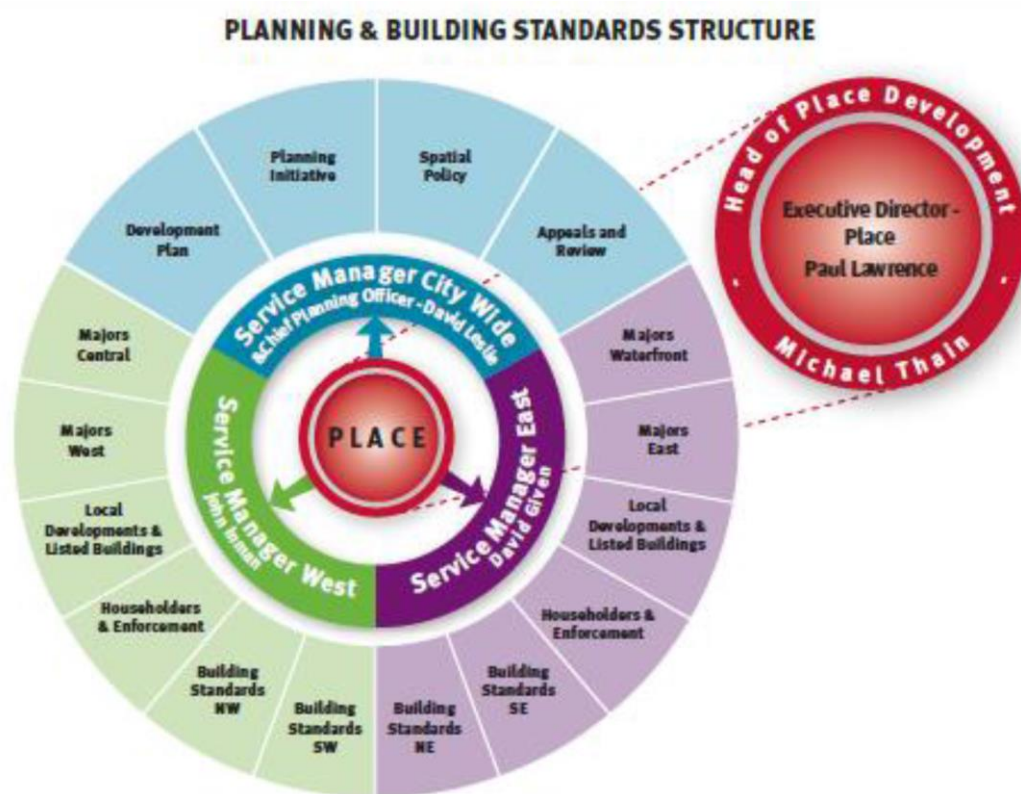 PLANNING & BUILDING STANDARDS STRUCTURE
Planning
Initiative
Spatial
Policy
Development
Plan
Appeals and
Review
Head of Place Development
Executive Director -
Place
Paul Lawrence
- Michael Thain -
Service Manager City Wide
& Chief Planning Officer - David Leslie
Majors
Central
Majors
West
Local
Developments &
Listed Buildings
Householders
& Enforcement
Building
Standards
NW
Building
Standards
SW
Service Manager West
John Inman
PLACE
Service Manager East
David Given
Majors
Waterfront
Majors
East
Local
Developments &
Listed Buildings
Householders &
Enforcement
Building
Standards
SE
Building
Standards
NE